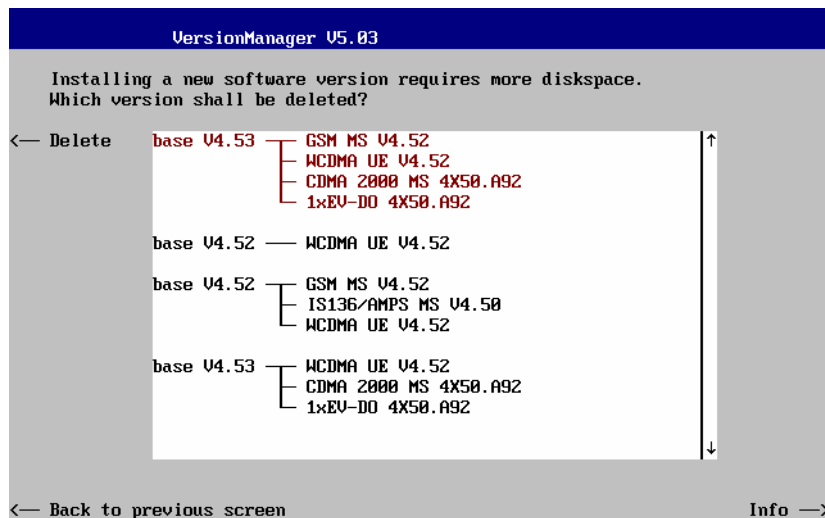 VersionManager V5.03
Installing a new software version requires more diskspace.
Which version shall be deleted?
<— Delete
base V4.53 GSM MS V4.52
WCDMA UE V4.52
CDMA 2000 MS 4X50.A92
1xEV-DO 4X50.A92
base V4.52 WCDMA UE V4.52
base V4.52 GSM MS V4.52
IS136/AMPS MS V4.50
WCDMA UE V4.52
base V4.53 WCDMA UE V4.52
CDMA 2000 MS 4X50.A92
1xEV-DO 4X50.A92
<— Back to previous screen
Info —>